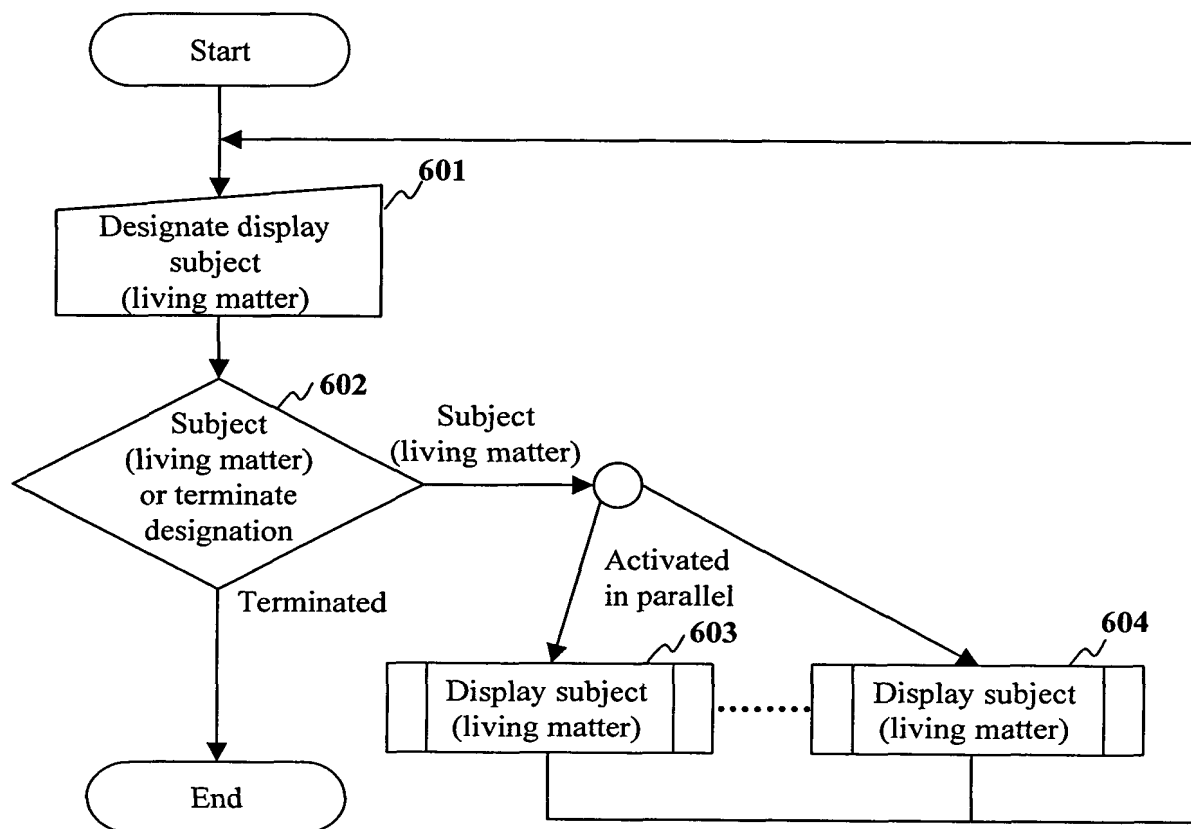 Start
601
Designate display
subject
(living matter)
602
Subject
(living matter)
or terminate
designation
Subject
(living matter)
Terminated
Activated
in parallel
603
604
Display subject
(living matter)
Display subject
(living matter)
End